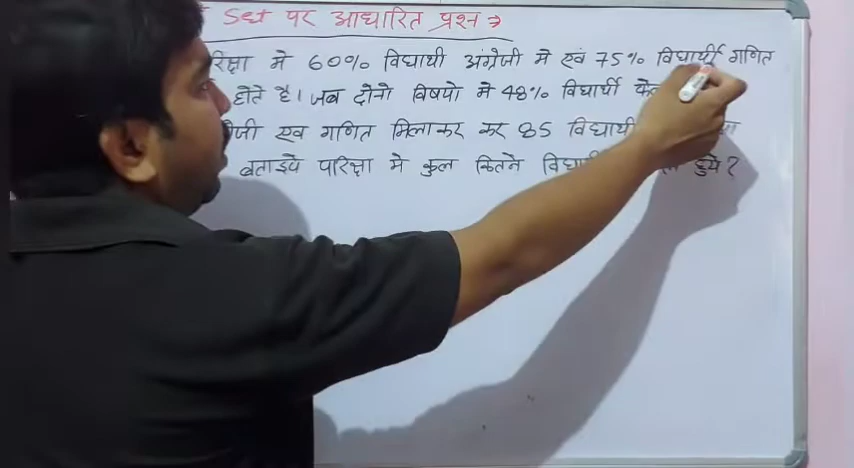 Set पर आधारित प्रश्न →
मे 60% विधाथी अंग्रेजी मे एवं 75% विधार्थी गणित
होते है। जब दोनो विषयो मे 48% विधार्थी
एव गणित मिलाकर कर 85 विधाथी
बताइये परिक्षा मे कुल कितने हुये?